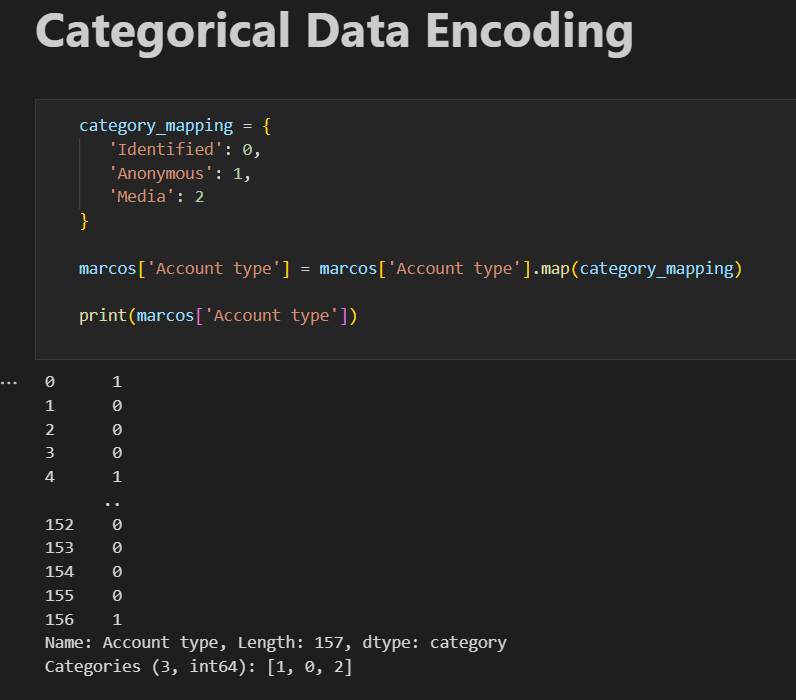 Categorical Data Encoding
category_mapping = {
'Identified': 0,
'Anonymous': 1,
'Media': 2
}
marcos['Account type'] = marcos['Account type'].map(category_mapping)
print(marcos['Account type'])
... 0 1
1 0
2 0
3 0
4 1
..
152 0
153 0
154 0
155 0
156 1
Name: Account type, Length: 157, dtype: category
Categories (3, int64): [1, 0, 2]